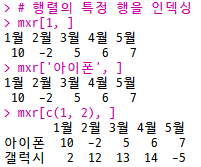 > # 행렬의 특정 행을 인덱싱
> mxr[1, ]
1월 2월 3월 4월 5월
10 -2 5 6 7
> mxr['아이폰', ]
1월 2월 3월 4월 5월
10 -2 5 6 7
> mxr[c(1, 2), ]
1월 2월 3월 4월 5월
아이폰 10 -2 5 6 7
갤럭시 2 12 13 14 -5